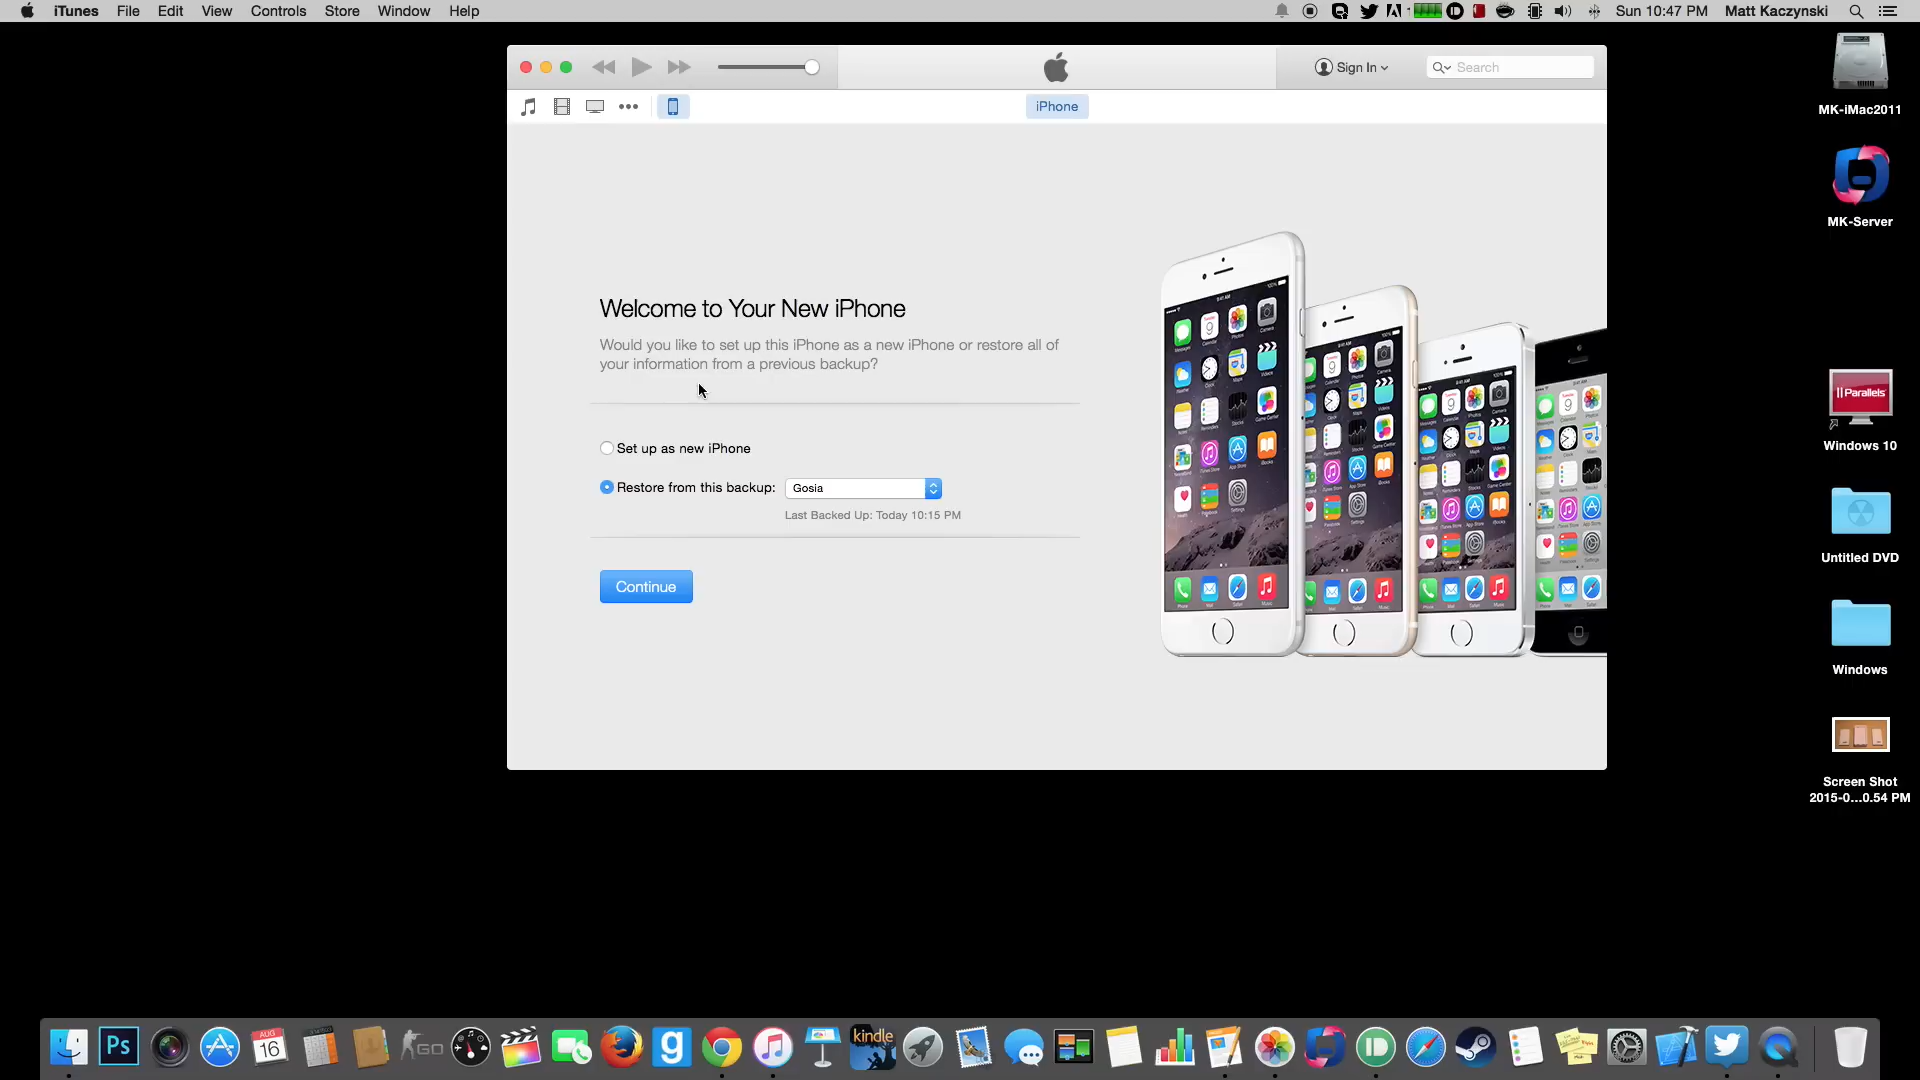 iTunes File Edit View Controls Store Window Help
Sun 10:47 PM Matt Kaczynski
Sign In
Search
iPhone
MK-iMac2011
MK-Server
Welcome to Your New iPhone
Would you like to set up this iPhone as a new iPhone or restore all of
your information from a previous backup?
Set up as new iPhone
Restore from this backup: Gosia
Last Backed Up: Today 10:15 PM
Continue
Parallels
Windows 10
Untitled DVD
Windows
Screen Shot
2015-0...0.54 PM
Ps
AUG
16
GO
g
kindle